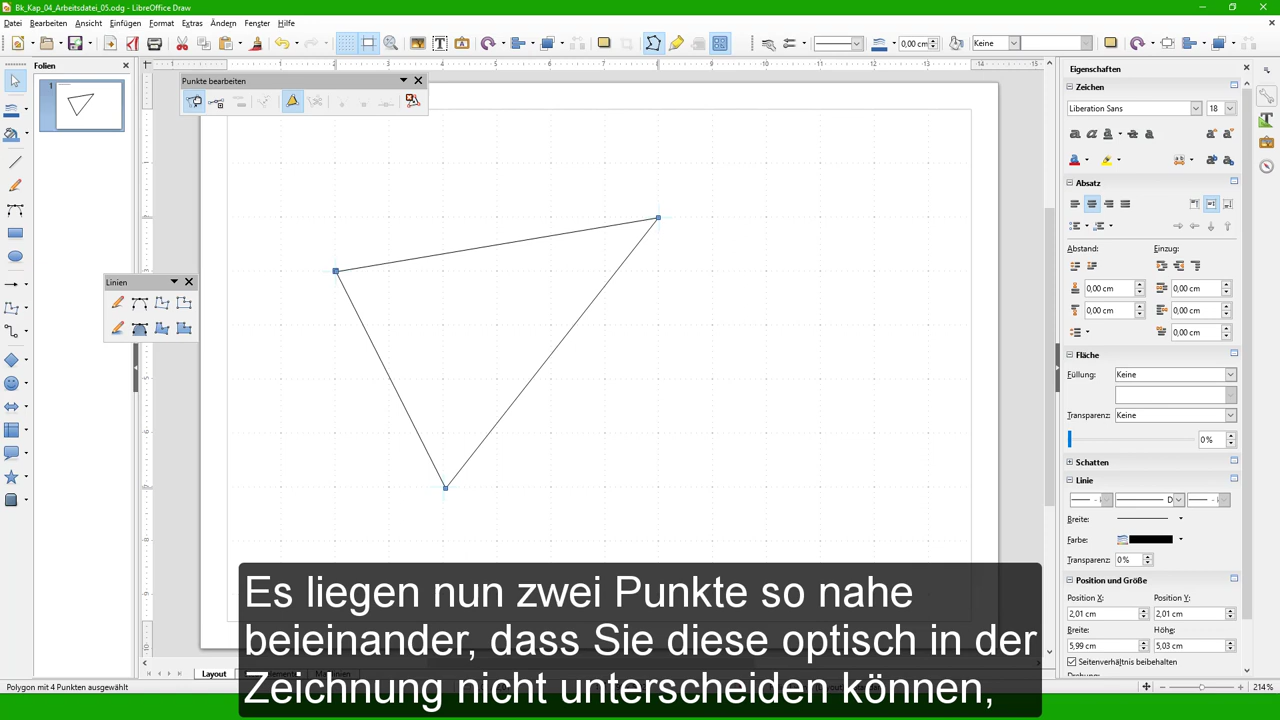 Bk_Kap_04_Arbeitsdatei_05.odg - LibreOffice Draw
Datei Bearbeiten Ansicht Einfügen Format Extras Ändern Fenster Hilfe
0,00 cm Keine
Folien
Punkte bearbeiten
1
Linien
Eigenschaften
Zeichen
Liberation Sans 18
Absatz
Abstand: Einzug:
0,00 cm 0,00 cm
0,00 cm 0,00 cm
0,00 cm
Fläche
Füllung: Keine
Transparenz: Keine
0%
Schatten
Linie
Breite:
Farbe:
Transparenz: 0%
Position und Größe
Position X: Position Y:
2,01 cm 2,01 cm
Breite: Höhe:
5,99 cm 5,03 cm
Seitenverhältnis beibehalten
Es liegen nun zwei Punkte so nahe
beieinander, dass Sie diese optisch in der
Zeichnung nicht unterscheiden können,
Layout
Polygon mit 4 Punkten ausgewählt
214%